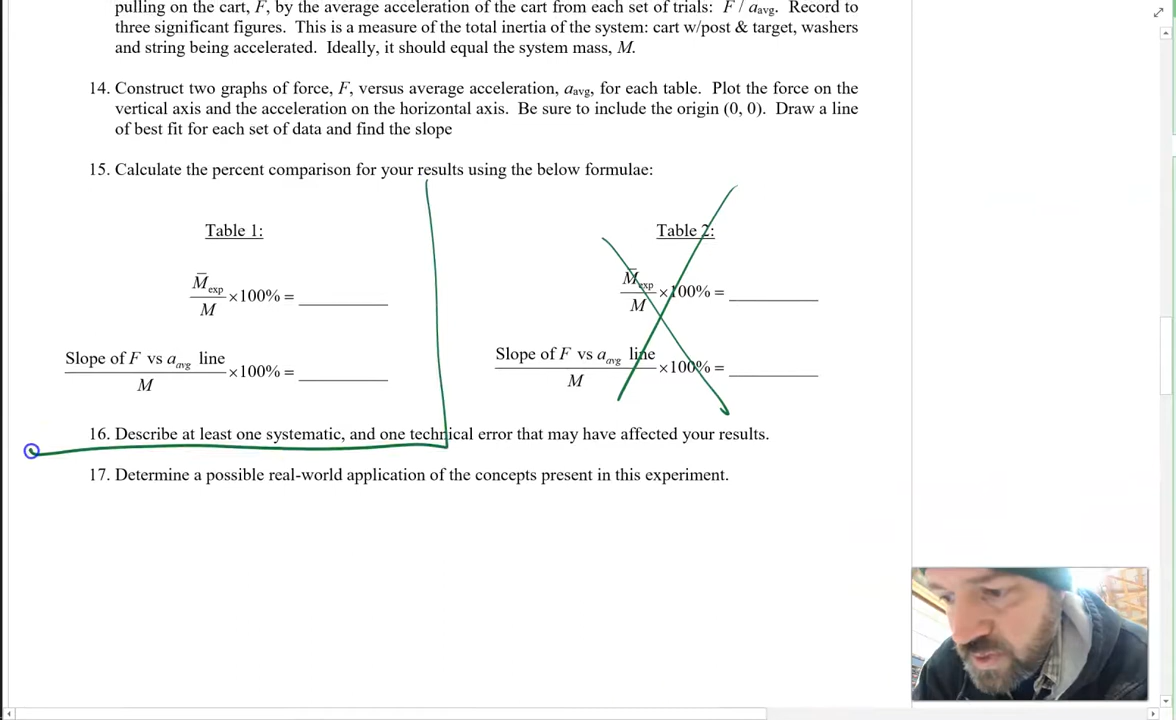 pulling on the cart, F, by the average acceleration of the cart from each set of trials: F / aavg. Record to
three significant figures. This is a measure of the total inertia of the system: cart w/post & target, washers
and string being accelerated. Ideally, it should equal the system mass, M.
14. Construct two graphs of force, F, versus average acceleration, aavg, for each table. Plot the force on the
vertical axis and the acceleration on the horizontal axis. Be sure to include the origin (0, 0). Draw a line
of best fit for each set of data and find the slope
15. Calculate the percent comparison for your results using the below formulae:
Table 1:
M̄exp
×100% = ____________
M
Slope of F vs aavg line
×100% = ____________
M
Table 2:
M̄exp
×100% = ____________
M
Slope of F vs aavg line
×100% = ____________
M
16. Describe at least one systematic, and one technical error that may have affected your results.
17. Determine a possible real-world application of the concepts present in this experiment.